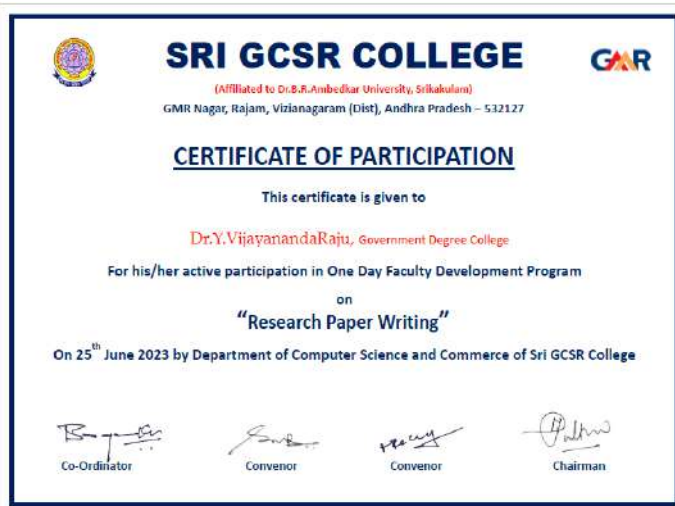 SRI GCSR COLLEGE
GMR
(Affiliated to Dr.B.R.Ambedkar University, Srikakulam)
GMR Nagar, Rajam, Vizianagaram (Dist), Andhra Pradesh – 532127
CERTIFICATE OF PARTICIPATION
This certificate is given to
Dr.Y.VijayanandaRaju, Government Degree College
For his/her active participation in One Day Faculty Development Program
on
“Research Paper Writing”
On 25th June 2023 by Department of Computer Science and Commerce of Sri GCSR College
Co-Ordinator Convenor Convenor Chairman